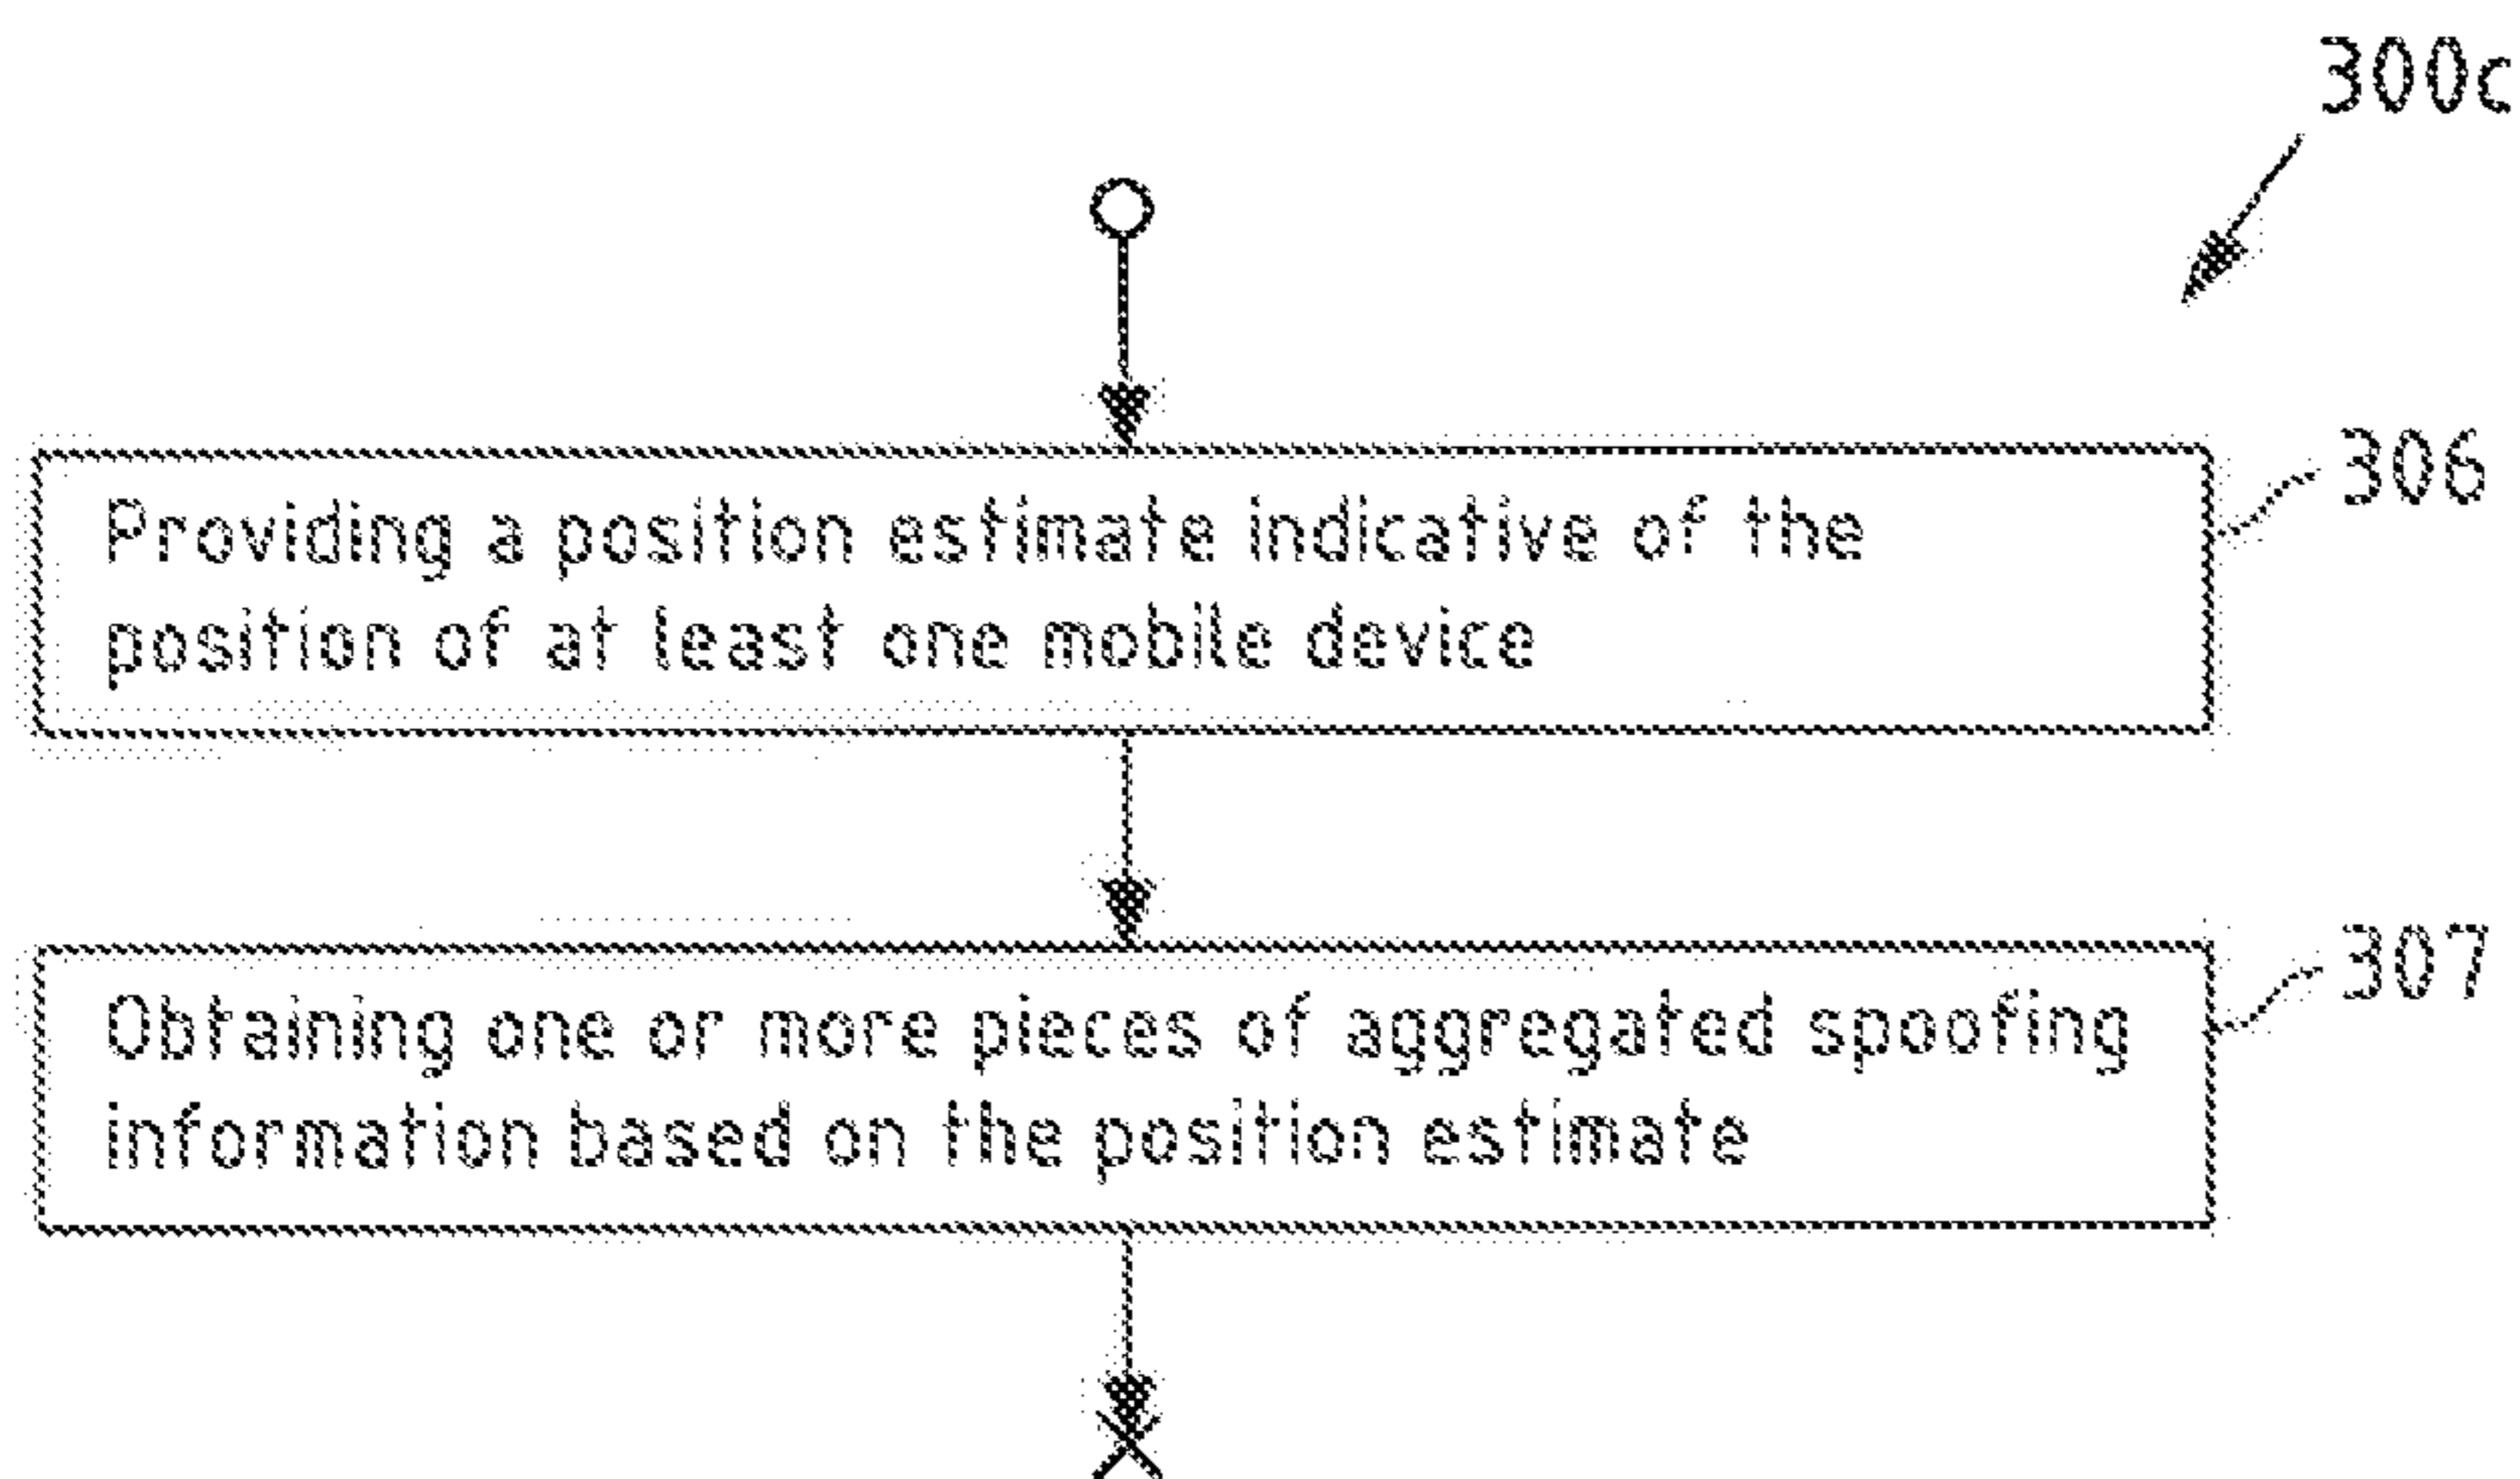 300c
306
Providing a position estimate indicative of the
position of at least one mobile device
307
Obtaining one or more pieces of aggregated spoofing
information based on the position estimate